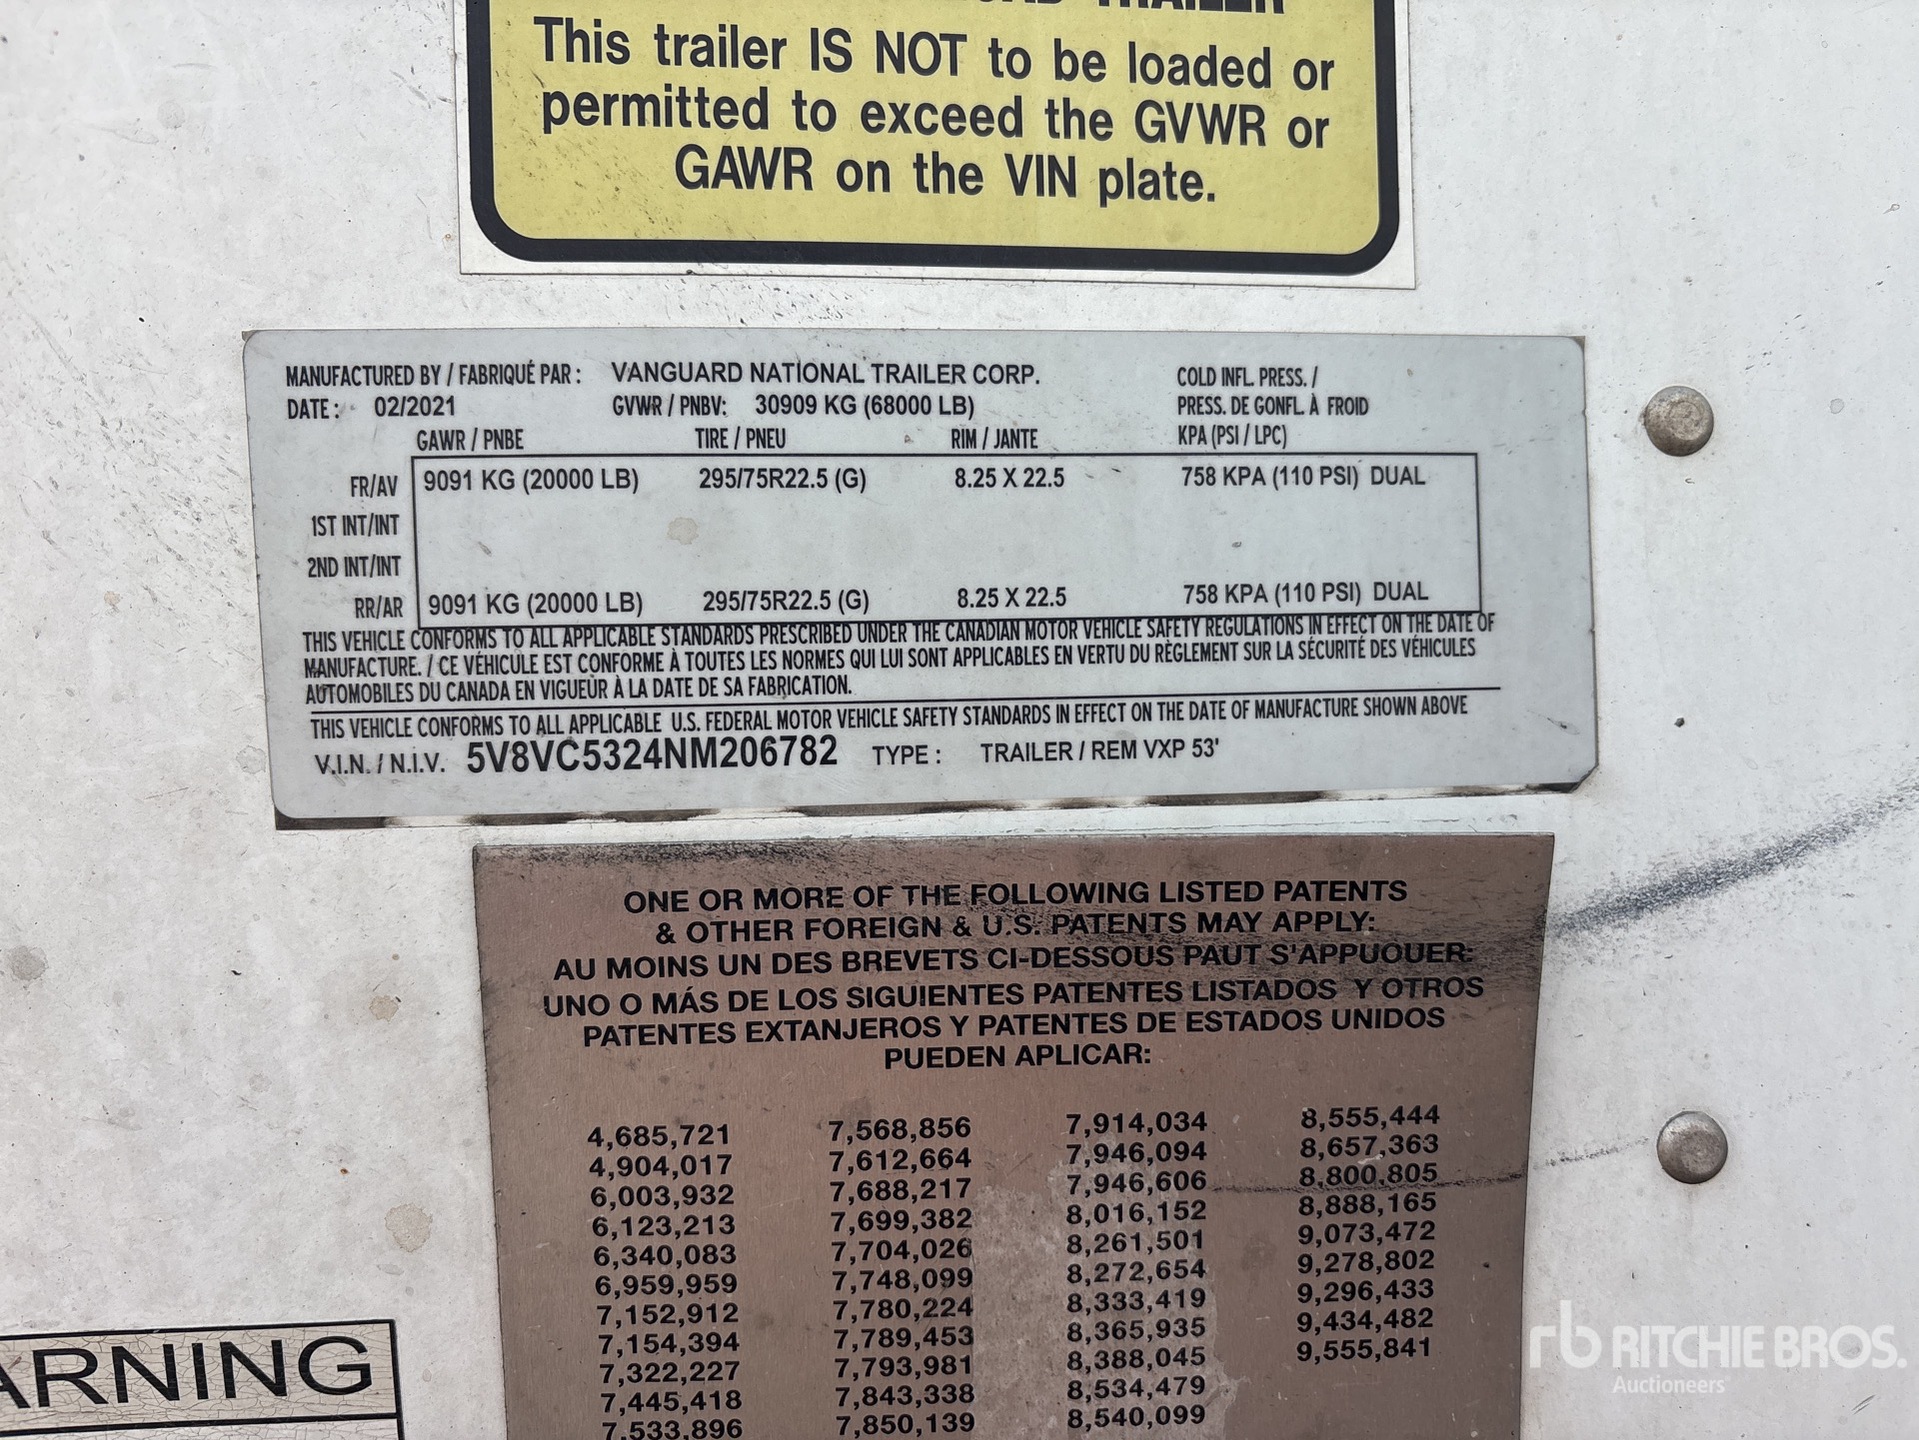 This trailer IS NOT to be loaded or
permitted to exceed the GVWR or
GAWR on the VIN plate.
MANUFACTURED BY / FABRIQUÉ PAR : VANGUARD NATIONAL TRAILER CORP. COLD INFL. PRESS. /
DATE : 02/2021 GVWR / PNBV: 30909 KG (68000 LB) PRESS. DE GONFL. À FROID
GAWR / PNBE TIRE / PNEU RIM / JANTE KPA (PSI / LPC)
FR/AV 9091 KG (20000 LB) 295/75R22.5 (G) 8.25 X 22.5 758 KPA (110 PSI) DUAL
1ST INT/INT
2ND INT/INT
RR/AR 9091 KG (20000 LB) 295/75R22.5 (G) 8.25 X 22.5 758 KPA (110 PSI) DUAL
THIS VEHICLE CONFORMS TO ALL APPLICABLE STANDARDS PRESCRIBED UNDER THE CANADIAN MOTOR VEHICLE SAFETY REGULATIONS IN EFFECT ON THE DATE OF
MANUFACTURE. / CE VÉHICULE EST CONFORME À TOUTES LES NORMES QUI LUI SONT APPLICABLES EN VERTU DU RÈGLEMENT SUR LA SÉCURITÉ DES VÉHICULES
AUTOMOBILES DU CANADA EN VIGUEUR À LA DATE DE SA FABRICATION.
THIS VEHICLE CONFORMS TO ALL APPLICABLE U.S. FEDERAL MOTOR VEHICLE SAFETY STANDARDS IN EFFECT ON THE DATE OF MANUFACTURE SHOWN ABOVE
V.I.N. / N.I.V. 5V8VC5324NM206782 TYPE : TRAILER / REM VXP 53'
ONE OR MORE OF THE FOLLOWING LISTED PATENTS
& OTHER FOREIGN & U.S. PATENTS MAY APPLY:
AU MOINS UN DES BREVETS CI-DESSOUS PAUT S'APPUOUER:
UNO O MÁS DE LOS SIGUIENTES PATENTES LISTADOS Y OTROS
PATENTES EXTANJEROS Y PATENTES DE ESTADOS UNIDOS
PUEDEN APLICAR:
4,685,721 7,568,856 7,914,034 8,555,444
4,904,017 7,612,664 7,946,094 8,657,363
6,003,932 7,688,217 7,946,606 8,800,805
6,123,213 7,699,382 8,016,152 8,888,165
6,340,083 7,704,026 8,261,501 9,073,472
6,959,959 7,748,099 8,272,654 9,278,802
7,152,912 7,780,224 8,333,419 9,296,433
7,154,394 7,789,453 8,365,935 9,434,482
7,322,227 7,793,981 8,388,045 9,555,841
7,445,418 7,843,338 8,534,479
7,533,896 7,850,139 8,540,099
ARNING
rb RITCHIE BROS.
Auctioneers